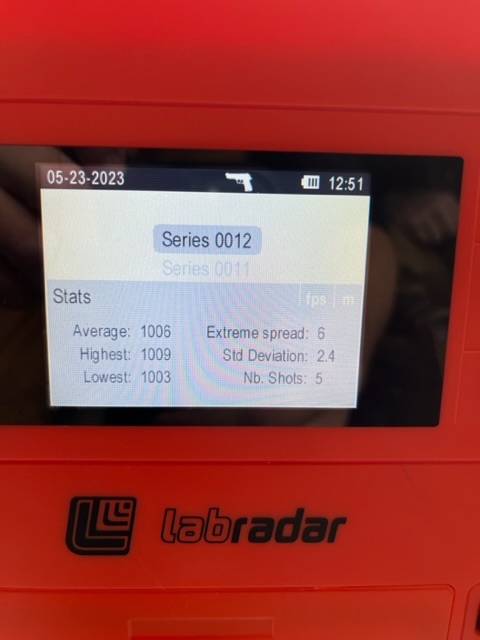 05-23-2023 12:51
Series 0012
Series 0011
Stats fps m
Average: 1006 Extreme spread: 6
Highest: 1009 Std Deviation: 2.4
Lowest: 1003 Nb. Shots: 5
labradar